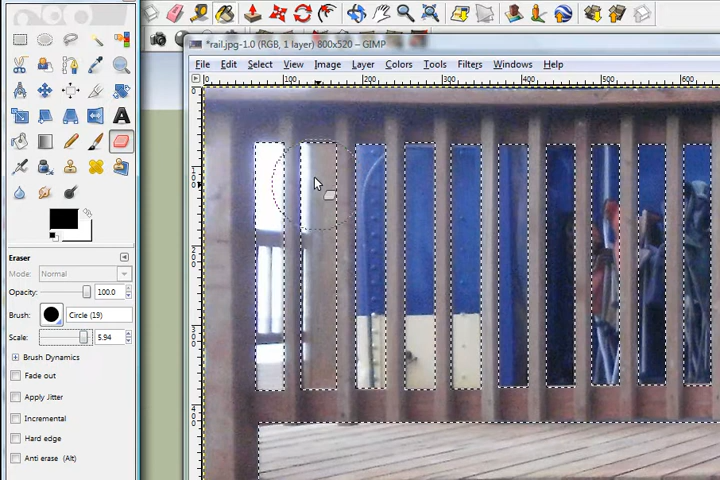 *rail.jpg-1.0 (RGB, 1 layer) 800x520 – GIMP
File Edit Select View Image Layer Colors Tools Filters Windows Help
0 100 200 300 400 500 600
A
Eraser
Mode: Normal
Opacity: 100.0
Brush: Circle (19)
Scale: 5.94
Brush Dynamics
Fade out
Apply Jitter
Incremental
Hard edge
Anti erase (Alt)